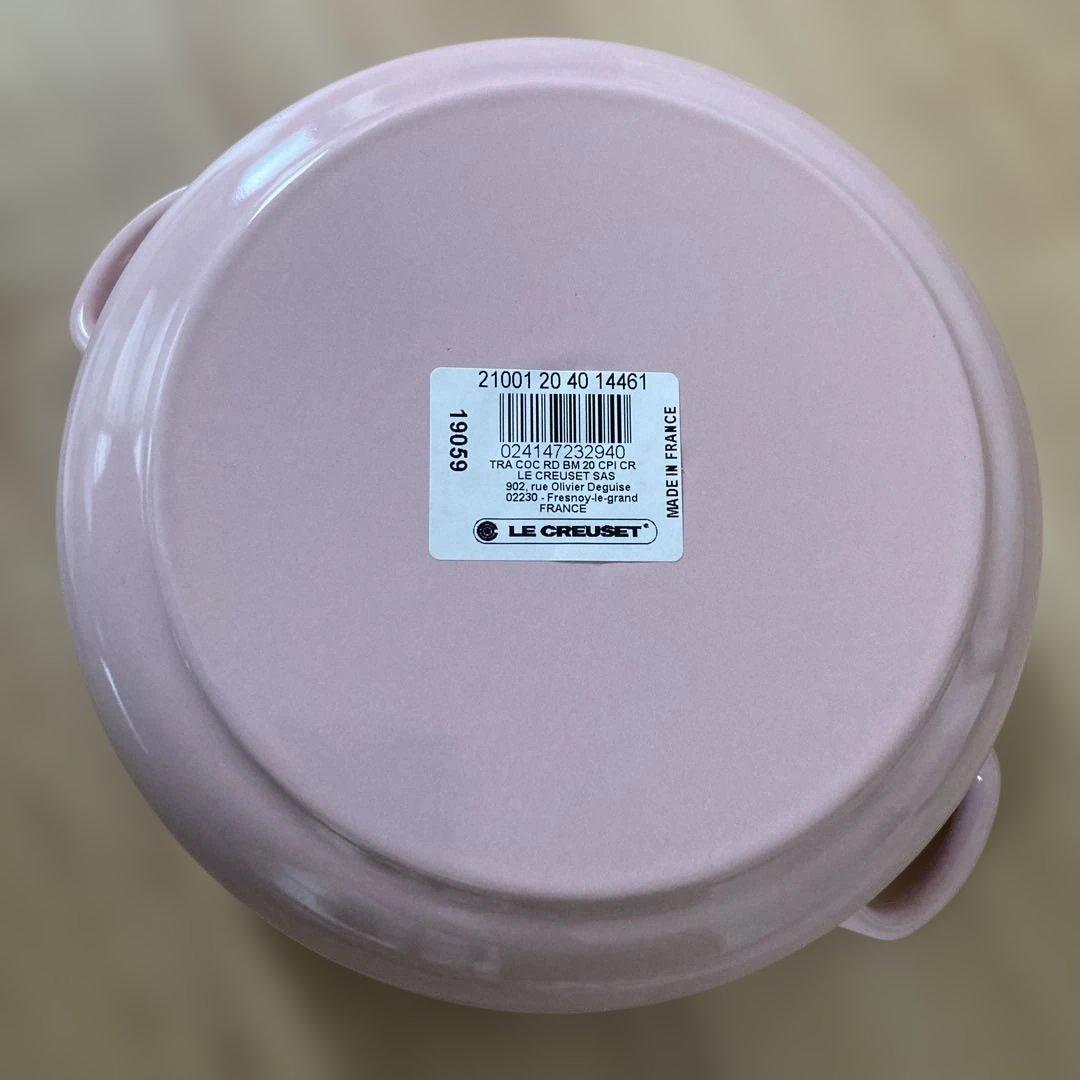 21001 20 40 14461
19059
024147232940
TRA COC RD BM 20 CPI CR
LE CREUSET SAS
902, rue Olivier Deguise
02230 - Fresnoy-le-grand
FRANCE
LE CREUSET®
MADE IN FRANCE